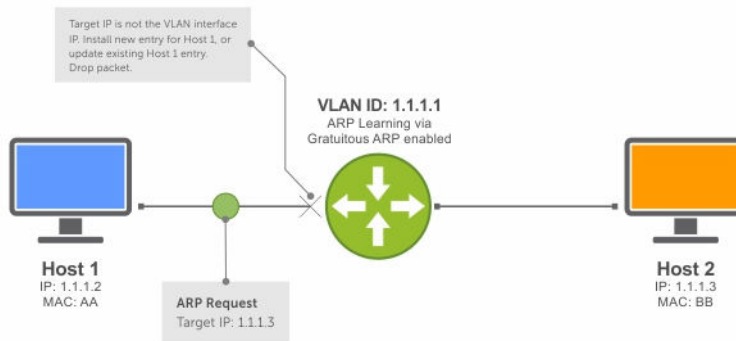 Target IP is not the VLAN interface
IP. Install new entry for Host 1, or
update existing Host 1 entry.
Drop packet.
VLAN ID: 1.1.1.1
ARP Learning via
Gratuitous ARP enabled
Host 1
IP: 1.1.1.2
MAC: AA
ARP Request
Target IP: 1.1.1.3
Host 2
IP: 1.1.1.3
MAC: BB